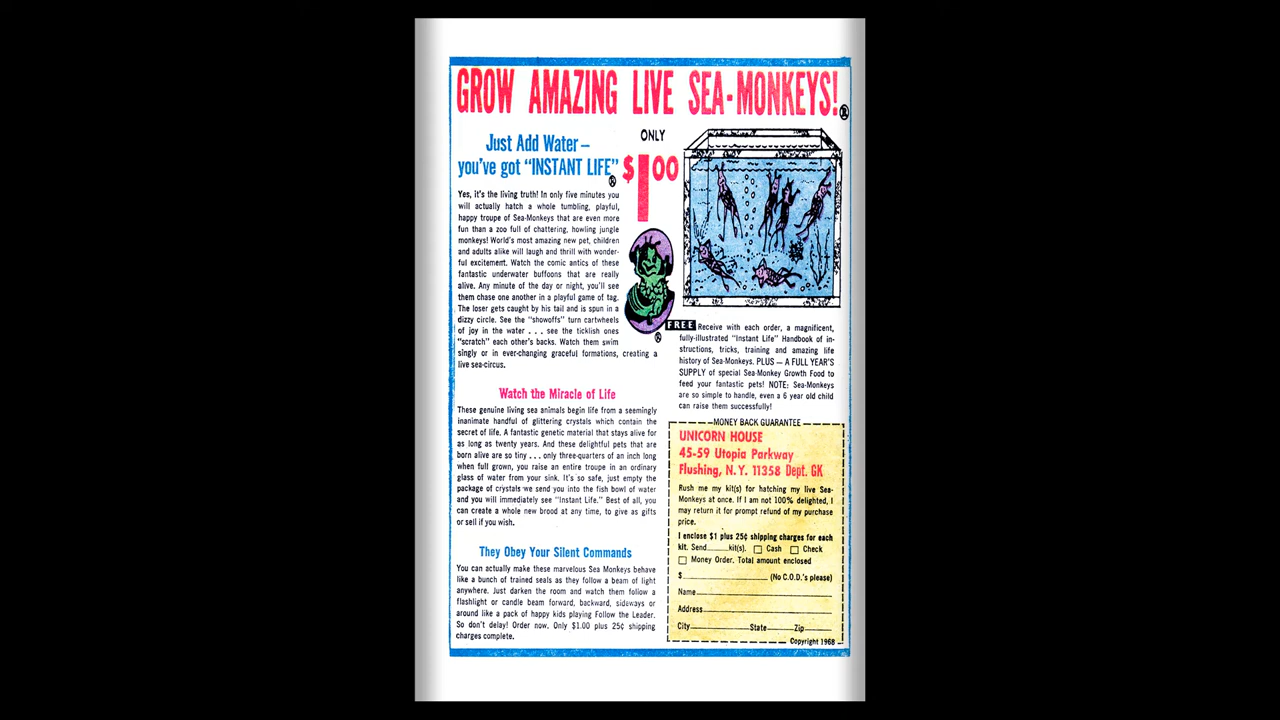 GROW AMAZING LIVE SEA-MONKEYS!®
Just Add Water –
you've got "INSTANT LIFE"®
ONLY
$1.00
Yes, it's the living truth! In only five minutes you
will actually hatch a whole tumbling, playful,
happy troupe of Sea-Monkeys that are even more
fun than a zoo full of chattering, howling jungle
monkeys! World's most amazing new pet, children
and adults alike will laugh and thrill with wonder-
ful excitement. Watch the comic antics of these
fantastic underwater buffoons that are really
alive. Any minute of the day or night, you'll see
them chase one another in a playful game of tag.
The loser gets caught by his tail and is spun in a
dizzy circle. See the "showoffs" turn cartwheels
of joy in the water . . . see the ticklish ones
"scratch" each other's backs. Watch them swim
singly or in ever-changing graceful formations, creating a
live sea-circus.
®
Watch the Miracle of Life
These genuine living sea animals begin life from a seemingly
inanimate handful of glittering crystals which contain the
secret of life. A fantastic genetic material that stays alive for
as long as twenty years. And these delightful pets that are
born alive are so tiny . . . only three-quarters of an inch long
when full grown, you raise an entire troupe in an ordinary
glass of water from your sink. It's so safe, just empty the
package of crystals we send you into the fish bowl of water
and you will immediately see "Instant Life." Best of all, you
can create a whole new brood at any time, to give as gifts
or sell if you wish.
They Obey Your Silent Commands
You can actually make these marvelous Sea Monkeys behave
like a bunch of trained seals as they follow a beam of light
anywhere. Just darken the room and watch them follow a
flashlight or candle beam forward, backward, sideways or
around like a pack of happy kids playing Follow the Leader.
So don't delay! Order now. Only $1.00 plus 25¢ shipping
charges complete.
FREE Receive with each order, a magnificent,
fully-illustrated "Instant Life" Handbook of in-
structions, tricks, training and amazing life
history of Sea-Monkeys. PLUS — A FULL YEAR'S
SUPPLY of special Sea-Monkey Growth Food to
feed your fantastic pets! NOTE: Sea-Monkeys
are so simple to handle, even a 6 year old child
can raise them successfully!
MONEY BACK GUARANTEE
UNICORN HOUSE
45-59 Utopia Parkway
Flushing, N.Y. 11358 Dept. GK
Rush me my kit(s) for hatching my live Sea-
Monkeys at once. If I am not 100% delighted, I
may return it for prompt refund of my purchase
price.
I enclose $1 plus 25¢ shipping charges for each
kit. Send____kit(s). □ Cash □ Check
□ Money Order. Total amount enclosed
$____ (No C.O.D.'s please)
Name____
Address____
City____State____Zip____
Copyright 1968